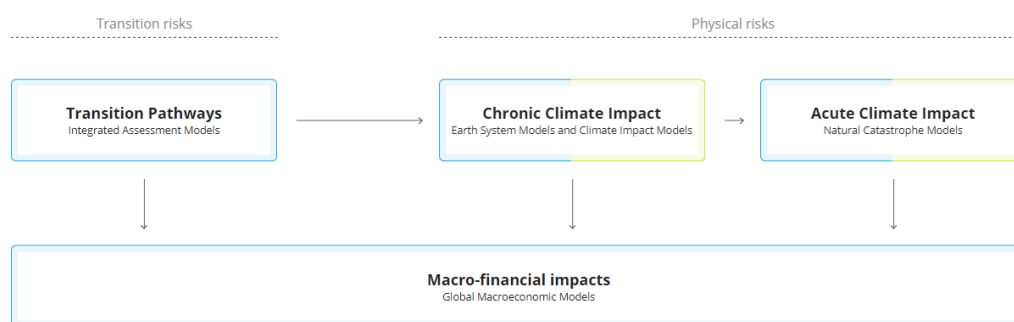 Transition risks
Physical risks
Transition Pathways
Integrated Assessment Models
Chronic Climate Impact
Earth System Models and Climate Impact Models
Acute Climate Impact
Natural Catastrophe Models
Macro-financial impacts
Global Macroeconomic Models